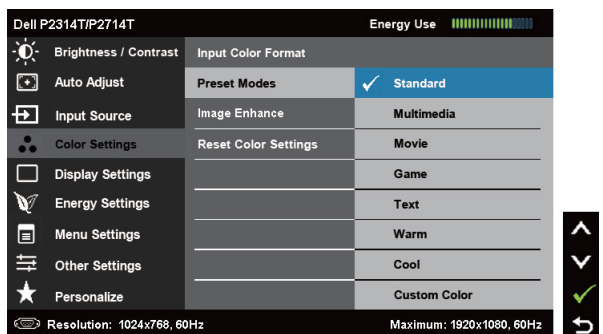 Dell P2314T/P2714T
Energy Use
Brightness / Contrast
Auto Adjust
Input Source
Color Settings
Display Settings
Energy Settings
Menu Settings
Other Settings
Personalize
Input Color Format
Preset Modes
Image Enhance
Reset Color Settings
Standard
Multimedia
Movie
Game
Text
Warm
Cool
Custom Color
Resolution: 1024x768, 60Hz
Maximum: 1920x1080, 60Hz